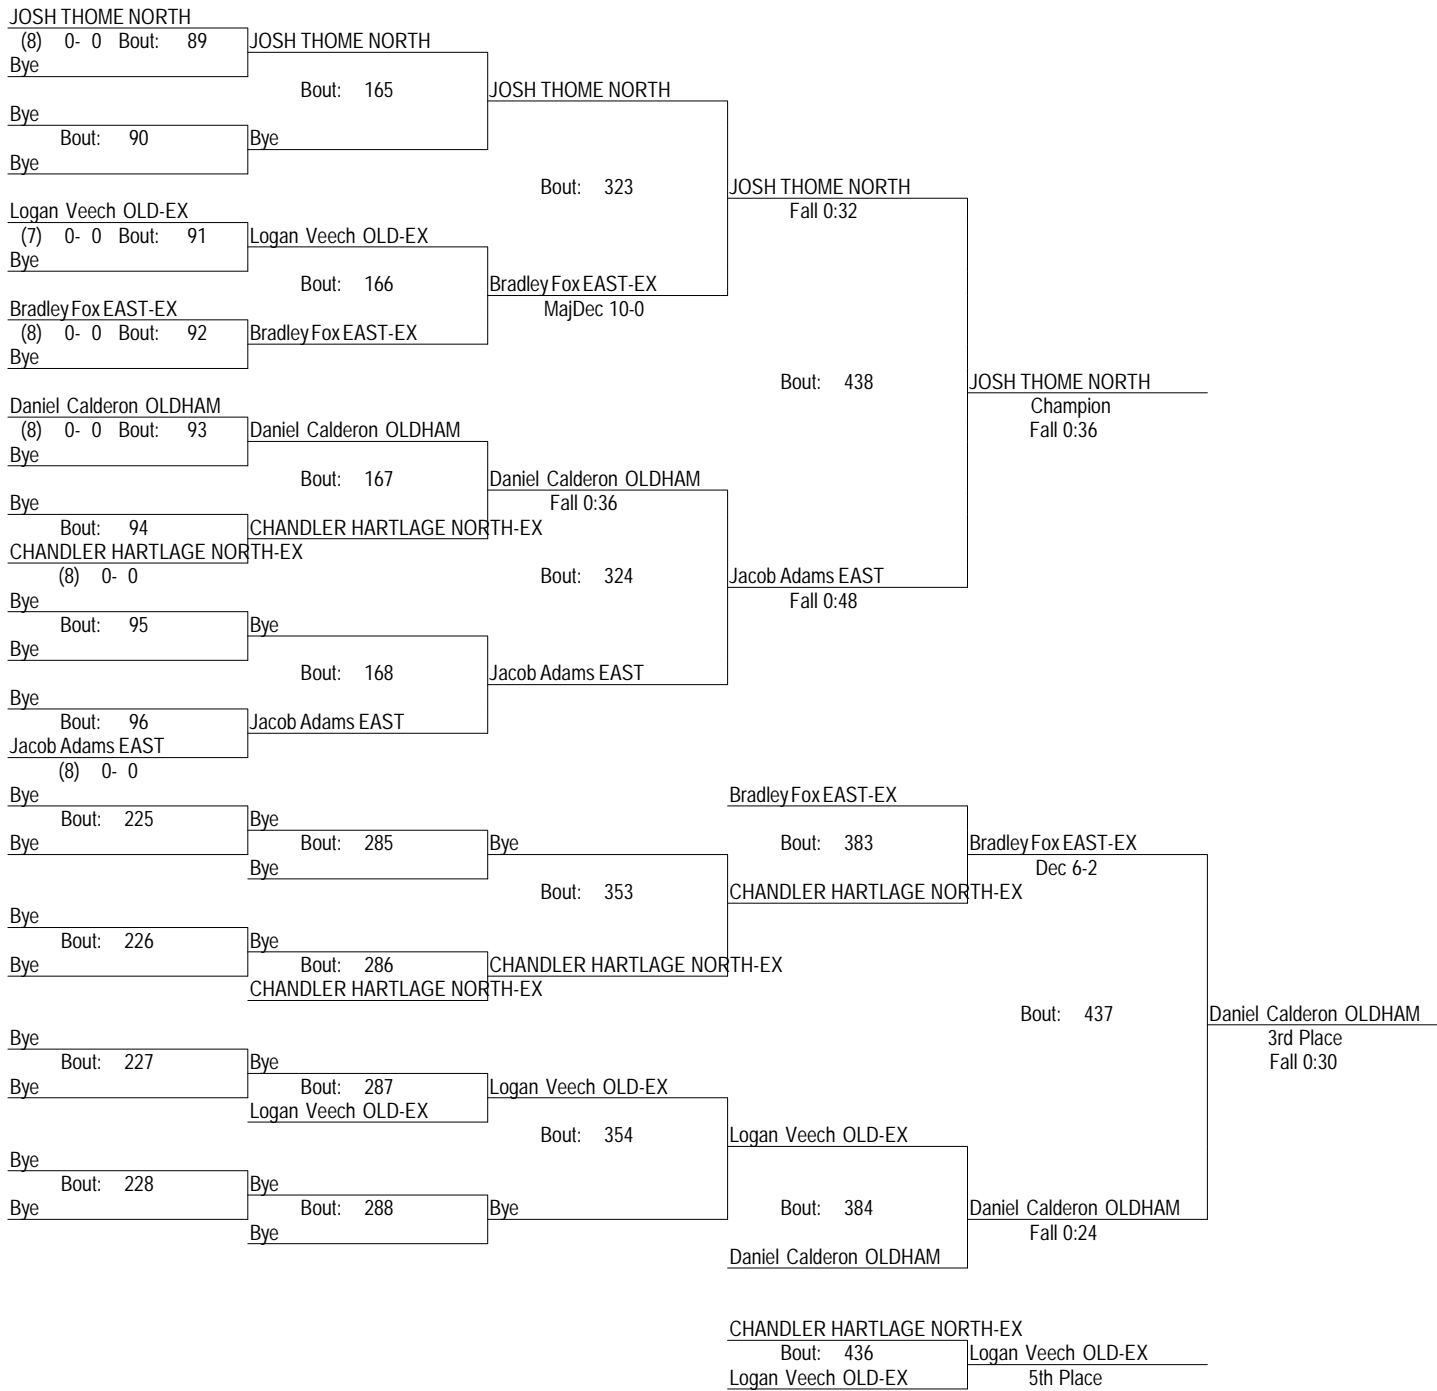 JOSH THOME NORTH
(8) 0- 0 Bout: 89 JOSH THOME NORTH
Bye
Bout: 165 JOSH THOME NORTH
Bye
Bout: 90 Bye
Bye
Bout: 323 JOSH THOME NORTH
Fall 0:32
Logan Veech OLD-EX
(7) 0- 0 Bout: 91 Logan Veech OLD-EX
Bye
Bout: 166 Bradley Fox EAST-EX
MajDec 10-0
Bradley Fox EAST-EX
(8) 0- 0 Bout: 92 Bradley Fox EAST-EX
Bye
Bout: 438 JOSH THOME NORTH
Champion
Fall 0:36
Daniel Calderon OLDHAM
(8) 0- 0 Bout: 93 Daniel Calderon OLDHAM
Bye
Bout: 167 Daniel Calderon OLDHAM
Fall 0:36
Bye
Bout: 94 CHANDLER HARTLAGE NORTH-EX
CHANDLER HARTLAGE NORTH-EX
(8) 0- 0
Bout: 324 Jacob Adams EAST
Fall 0:48
Bye
Bout: 95 Bye
Bye
Bout: 168 Jacob Adams EAST
Bye
Bout: 96 Jacob Adams EAST
Jacob Adams EAST
(8) 0- 0
Bye
Bradley Fox EAST-EX
Bout: 225 Bye
Bye
Bout: 285 Bye
Bye
Bout: 383 Bradley Fox EAST-EX
Dec 6-2
Bout: 353 CHANDLER HARTLAGE NORTH-EX
Bye
Bout: 226 Bye
Bye
Bout: 286 CHANDLER HARTLAGE NORTH-EX
CHANDLER HARTLAGE NORTH-EX
Bout: 437 Daniel Calderon OLDHAM
3rd Place
Fall 0:30
Bye
Bout: 227 Bye
Bye
Bout: 287 Logan Veech OLD-EX
Logan Veech OLD-EX
Bout: 354 Logan Veech OLD-EX
Bye
Bout: 228 Bye
Bye
Bout: 288 Bye
Bye
Bout: 384 Daniel Calderon OLDHAM
Fall 0:24
Daniel Calderon OLDHAM
CHANDLER HARTLAGE NORTH-EX
Bout: 436 Logan Veech OLD-EX
Logan Veech OLD-EX
5th Place